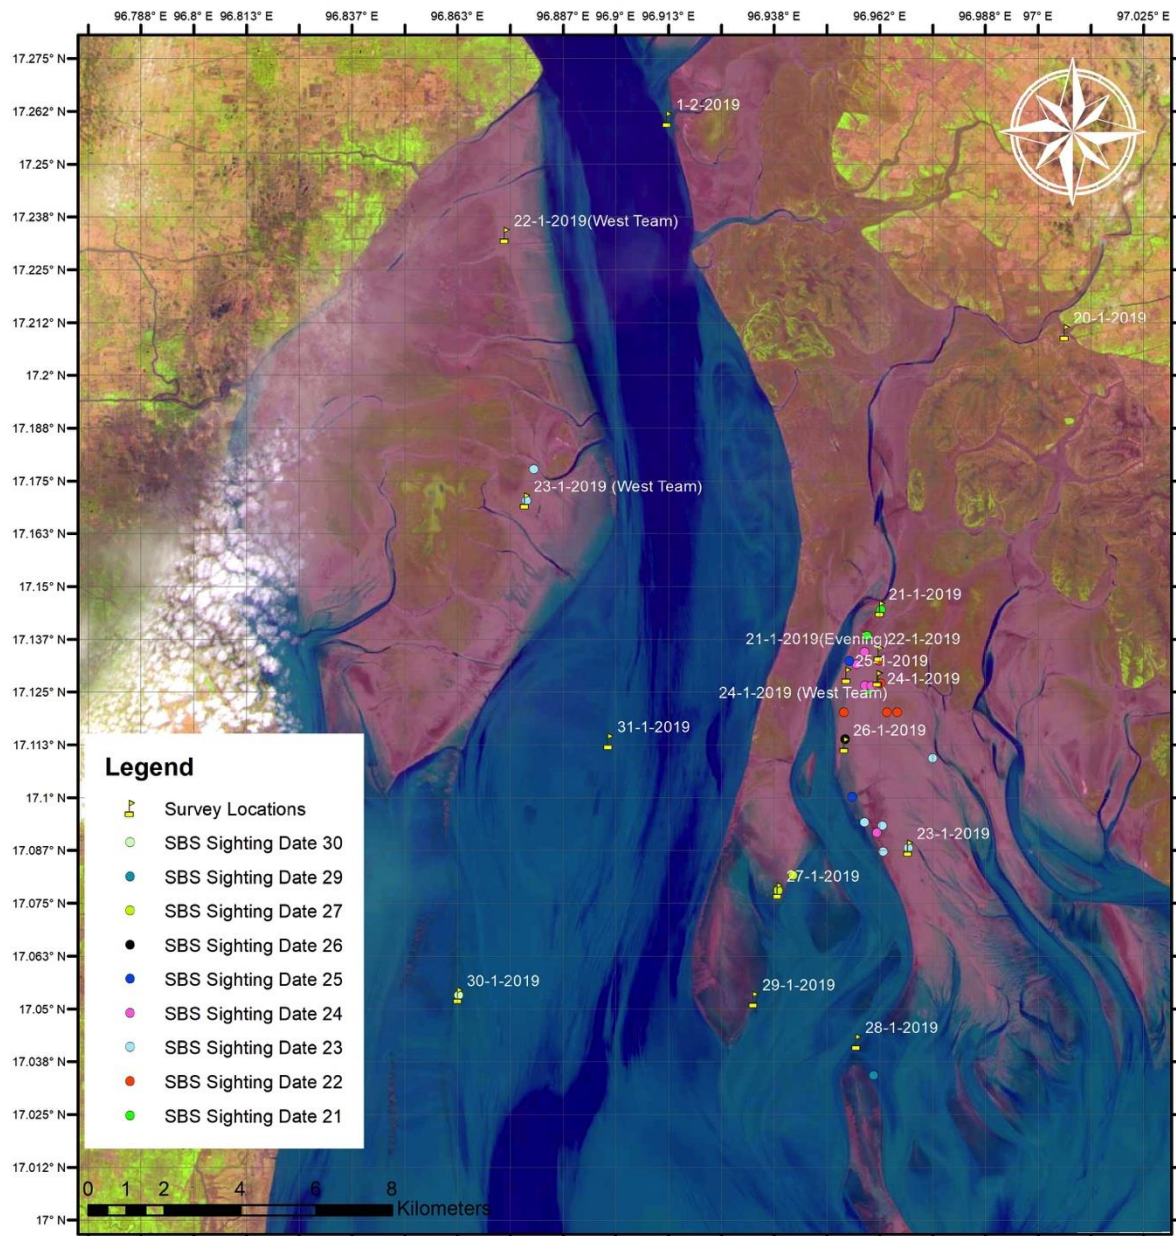 96.788° E 96.8° E 96.813° E 96.837° E 96.863° E 96.887° E 96.9° E 96.913° E 96.938° E 96.962° E 96.988° E 97° E 97.025° E
17.275° N
17.262° N
1-2-2019
17.25° N
17.238° N
22-1-2019(West Team)
17.225° N
17.212° N
20-1-2019
17.2° N
17.188° N
17.175° N
23-1-2019 (West Team)
17.163° N
17.15° N
21-1-2019
17.137° N
21-1-2019(Evening)
22-1-2019
25-1-2019
24-1-2019
17.125° N
24-1-2019 (West Team)
26-1-2019
31-1-2019
17.113° N
17.1° N
23-1-2019
17.087° N
27-1-2019
17.075° N
17.063° N
30-1-2019
29-1-2019
17.05° N
28-1-2019
17.038° N
17.025° N
17.012° N
17° N
Legend
Survey Locations
SBS Sighting Date 30
SBS Sighting Date 29
SBS Sighting Date 27
SBS Sighting Date 26
SBS Sighting Date 25
SBS Sighting Date 24
SBS Sighting Date 23
SBS Sighting Date 22
SBS Sighting Date 21
0 1 2 4 6 8
Kilometers